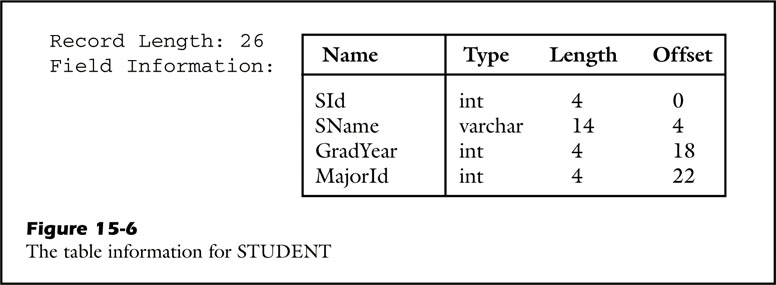 Record Length: 26
Field Information:
Name Type Length Offset
SId int 4 0
SName varchar 14 4
GradYear int 4 18
MajorId int 4 22
Figure 15-6
The table information for STUDENT